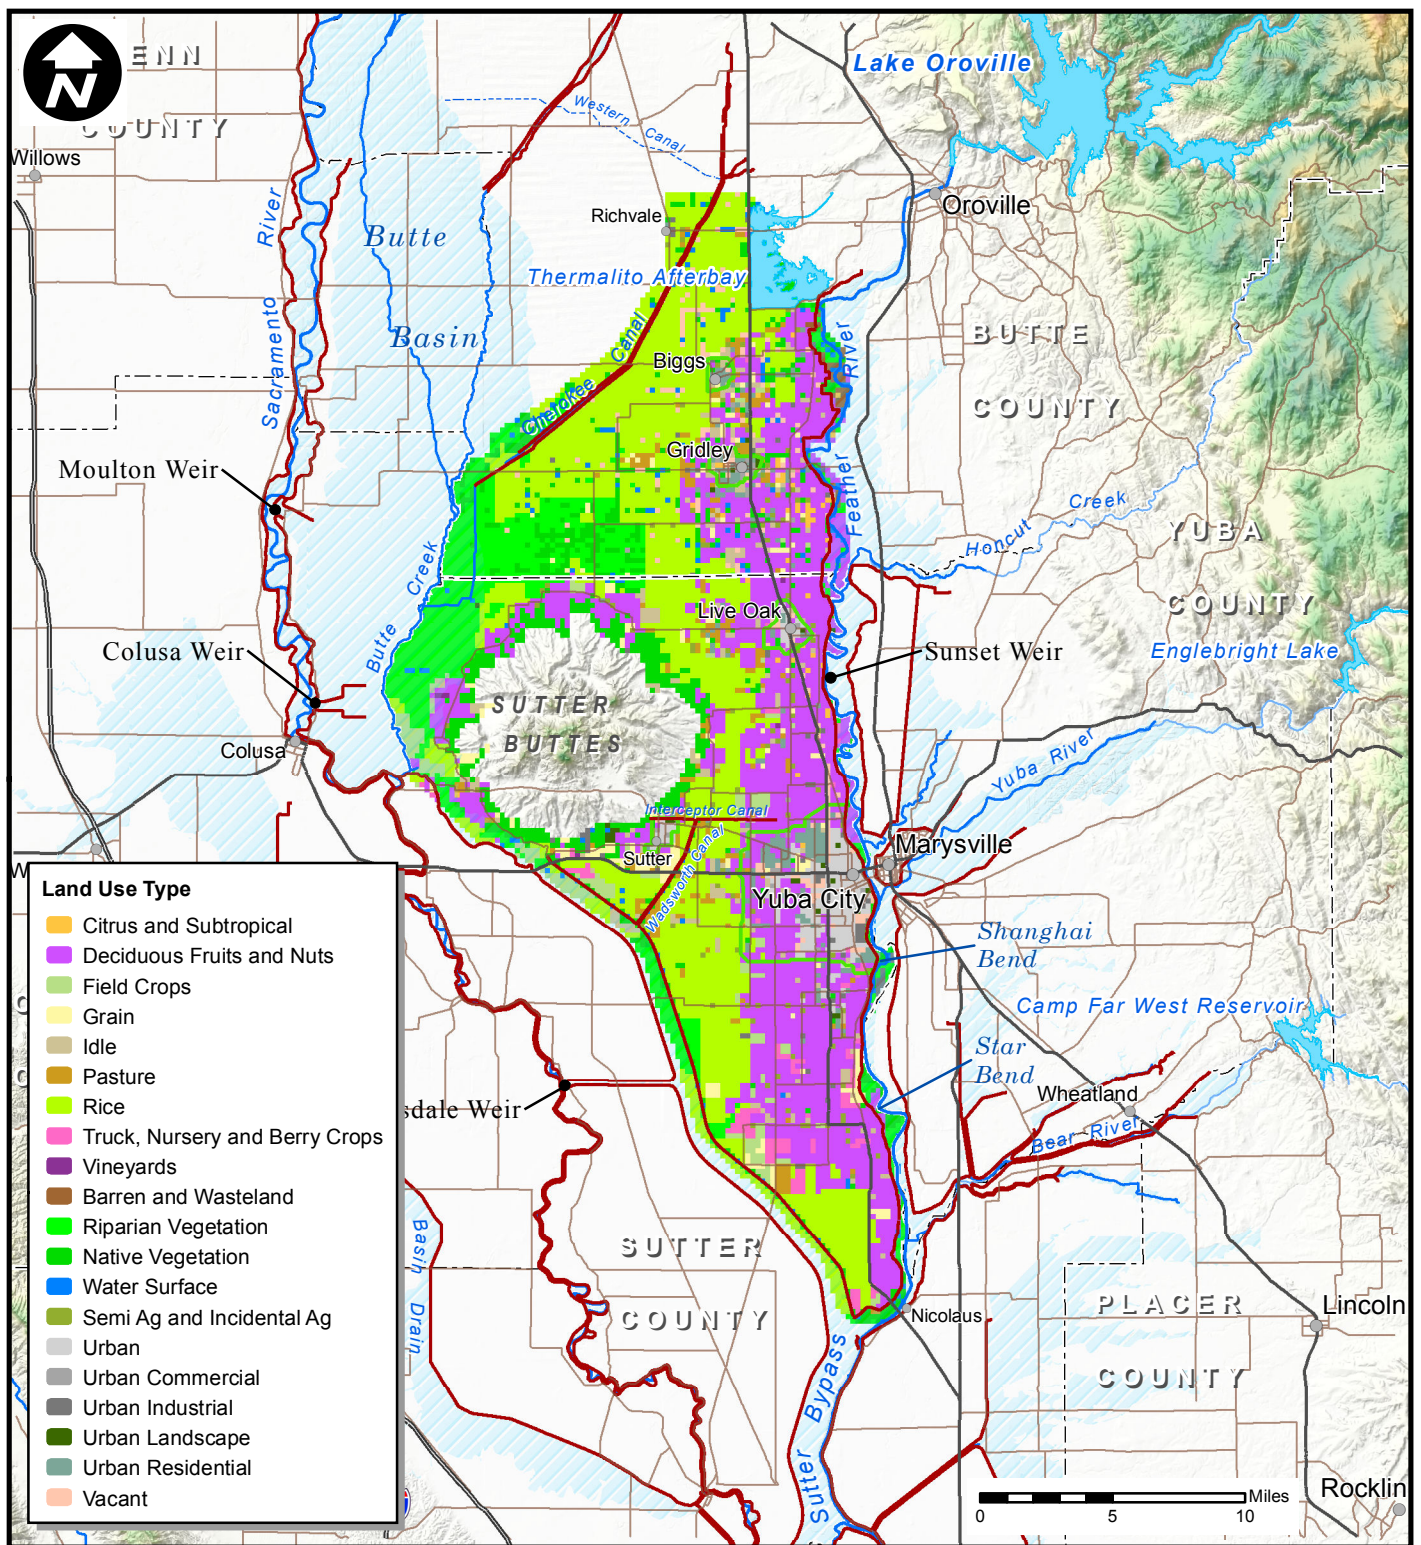 N
ENN
COUNTY
Willows
Lake Oroville
Western Canal
Sacramento River
Butte
Basin
Richvale
Oroville
Thermalito Afterbay
Cherokee Canal
Biggs
Feather River
BUTTE
COUNTY
Gridley
Moulton Weir
Honcut Creek
YUBA
COUNTY
Butte Creek
Live Oak
Colusa Weir
Sunset Weir
Englebright Lake
SUTTER
BUTTES
Colusa
Yuba River
Interceptor Canal
Wadsworth Canal
Sutter
Marysville
Yuba City
Shanghai
Bend
Camp Far West Reservoir
Star
Bend
Wheatland
sdale Weir
Bear River
Basin Drain
SUTTER
COUNTY
Nicolaus
PLACER
COUNTY
Lincoln
Sutter Bypass
Rocklin
Miles
0 5 10
W
Land Use Type
Citrus and Subtropical
Deciduous Fruits and Nuts
Field Crops
Grain
Idle
Pasture
Rice
Truck, Nursery and Berry Crops
Vineyards
Barren and Wasteland
Riparian Vegetation
Native Vegetation
Water Surface
Semi Ag and Incidental Ag
Urban
Urban Commercial
Urban Industrial
Urban Landscape
Urban Residential
Vacant